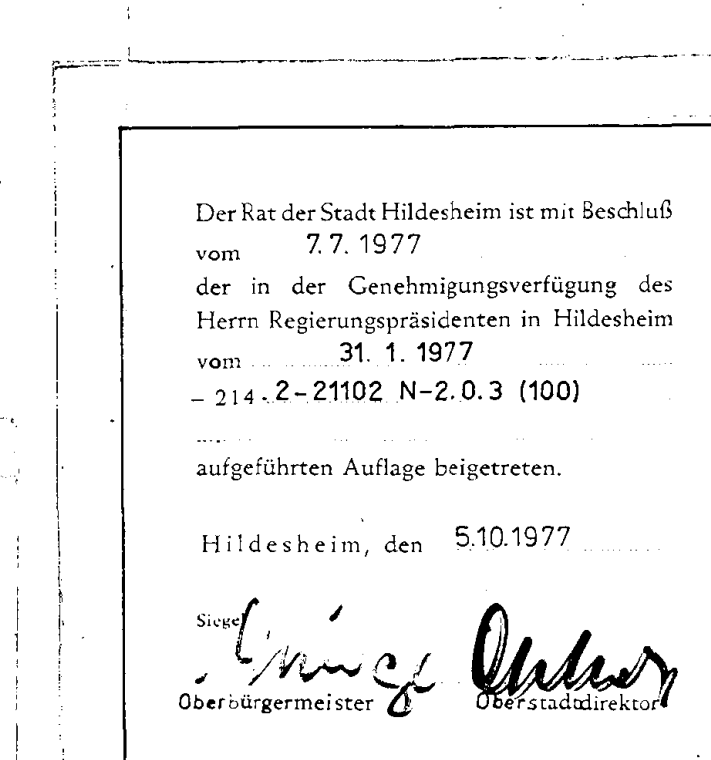 Der Rat der Stadt Hildesheim ist mit Beschluß
vom 7.7.1977
der in der Genehmigungsverfügung des
Herrn Regierungspräsidenten in Hildesheim
vom 31. 1. 1977
– 214.2-21102 N-2.0.3 (100)
aufgeführten Auflage beigetreten.
Hildesheim, den 5.10.1977
Siegel
Oberbürgermeister Oberstadtdirektor